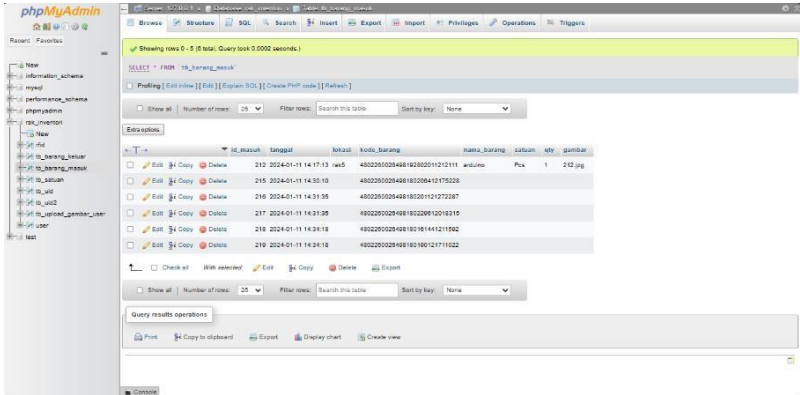 phpMyAdmin
Recent Favorites
New
information_schema
mysql
performance_schema
phpmyadmin
rak_inventori
New
rfid
tb_barang_keluar
tb_barang_masuk
tb_satuan
tb_uid
tb_uid2
tb_upload_gambar_user
user
test
Server: 127.0.0.1 » Database: rak_inventori » Table: tb_barang_masuk
Browse Structure SQL Search Insert Export Import Privileges Operations Triggers
Showing rows 0 - 5 (6 total, Query took 0.0002 seconds.)
SELECT * FROM `tb_barang_masuk`
Profiling [ Edit inline ] [ Edit ] [ Explain SQL ] [ Create PHP code ] [ Refresh ]
Show all Number of rows: 25 Filter rows: Search this table Sort by key: None
Extra options
id_masuk tanggal lokasi kode_barang nama_barang satuan qty gambar
Edit Copy Delete 212 2024-01-11 14:17:13 rak5 arduino Pcs 1 212.jpg
Edit Copy Delete 215 2024-01-11 14:30:10
Edit Copy Delete 216 2024-01-11 14:31:35
Edit Copy Delete 217 2024-01-11 14:31:35
Edit Copy Delete 218 2024-01-11 14:34:18
Edit Copy Delete 219 2024-01-11 14:34:18
Check all With selected: Edit Copy Delete Export
Show all Number of rows: 25 Filter rows: Search this table Sort by key: None
Query results operations
Print Copy to clipboard Export Display chart Create view
Console